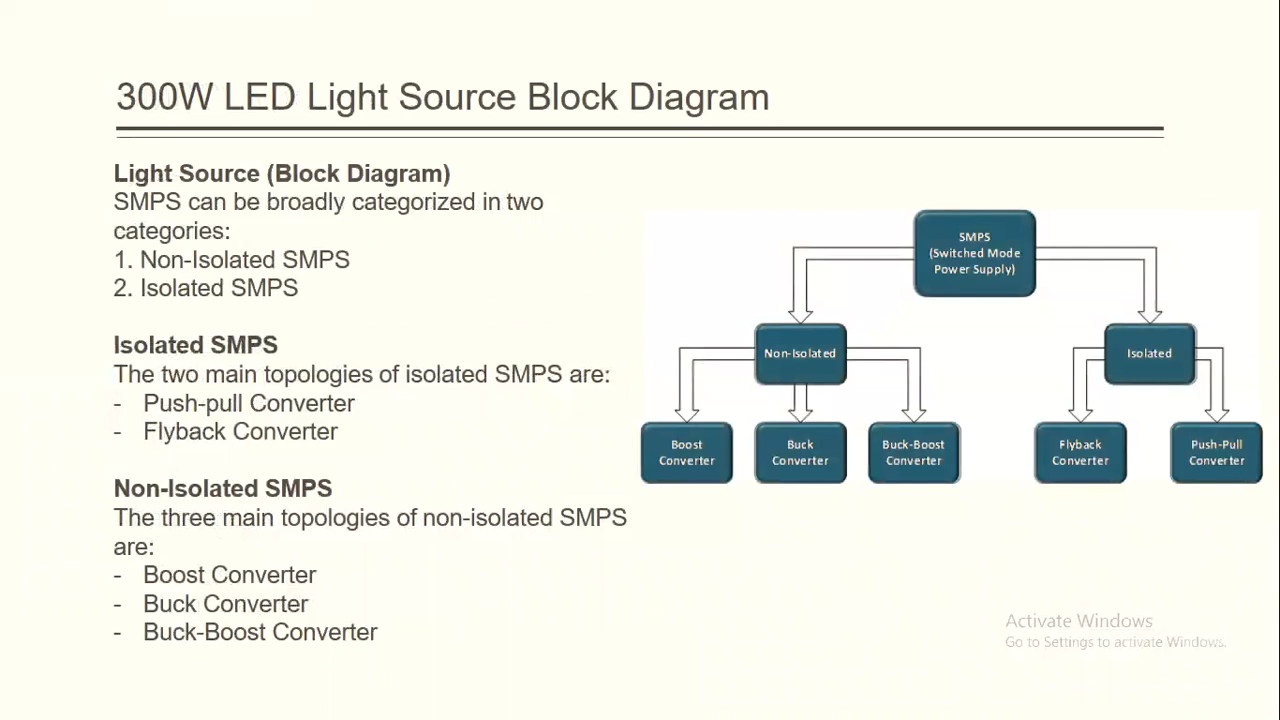 300W LED Light Source Block Diagram
Light Source (Block Diagram)
SMPS can be broadly categorized in two
categories:
1. Non-Isolated SMPS
2. Isolated SMPS
Isolated SMPS
The two main topologies of isolated SMPS are:
- Push-pull Converter
- Flyback Converter
Non-Isolated SMPS
The three main topologies of non-isolated SMPS
are:
- Boost Converter
- Buck Converter
- Buck-Boost Converter
SMPS
(Switched Mode
Power Supply)
Non-Isolated
Isolated
Boost
Converter
Buck
Converter
Buck-Boost
Converter
Flyback
Converter
Push-Pull
Converter
Activate Windows
Go to Settings to activate Windows.